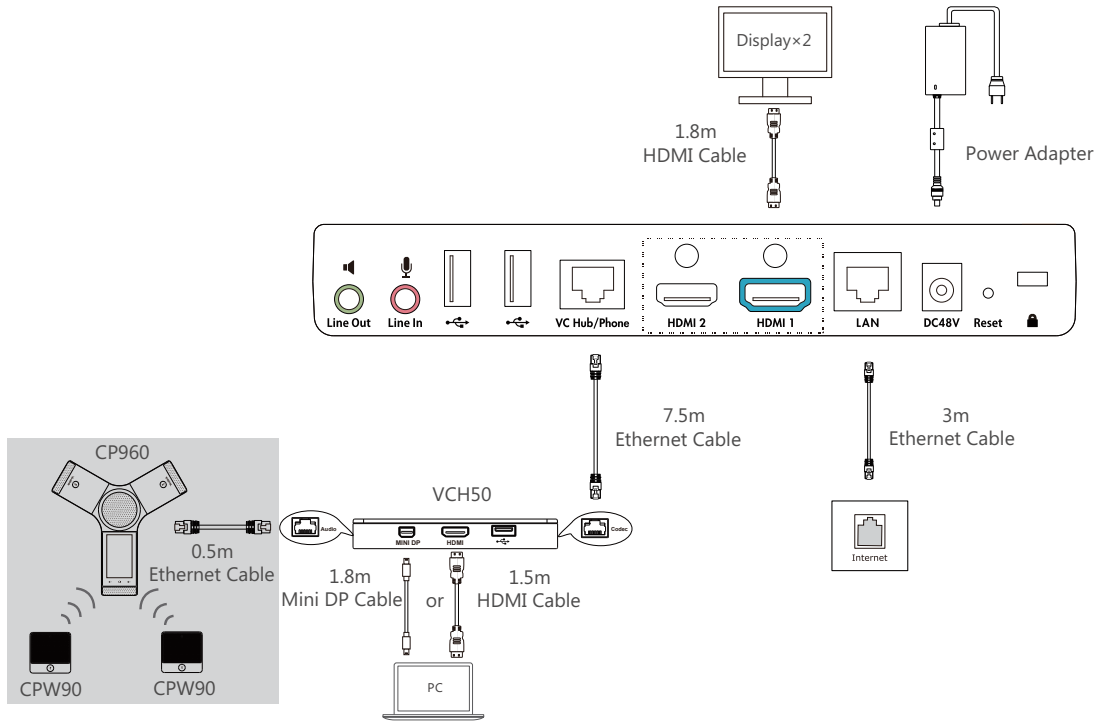 Display×2
1.8m
HDMI Cable
Power Adapter
Line Out
Line In
VC Hub/Phone
HDMI 2
HDMI 1
LAN
DC48V
Reset
7.5m
Ethernet Cable
3m
Ethernet Cable
CP960
VCH50
Audio
MINI DP
HDMI
Codec
0.5m
Ethernet Cable
Internet
1.8m
Mini DP Cable
or
1.5m
HDMI Cable
CPW90
CPW90
PC